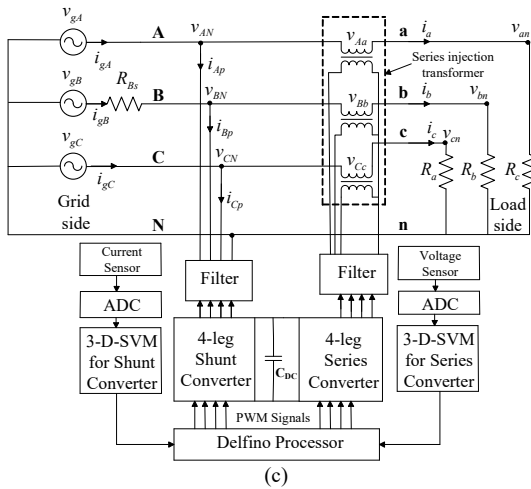 v_gA A v_AN a i_a v_an
i_gA i_Ap v_Aa
Series injection
transformer
v_gB R_Bs B v_BN v_Bb b i_b v_bn
i_gB i_Bp
v_gC C v_CN v_Cc c i_c v_cn
i_gC i_Cp R_a R_b R_c
Grid
side
Load
side
N n
Current
Sensor
ADC
3-D-SVM
for Shunt
Converter
Filter
4-leg
Shunt
Converter
C_DC
Filter
4-leg
Series
Converter
Voltage
Sensor
ADC
3-D-SVM
for Series
Converter
PWM Signals
Delfino Processor
(c)